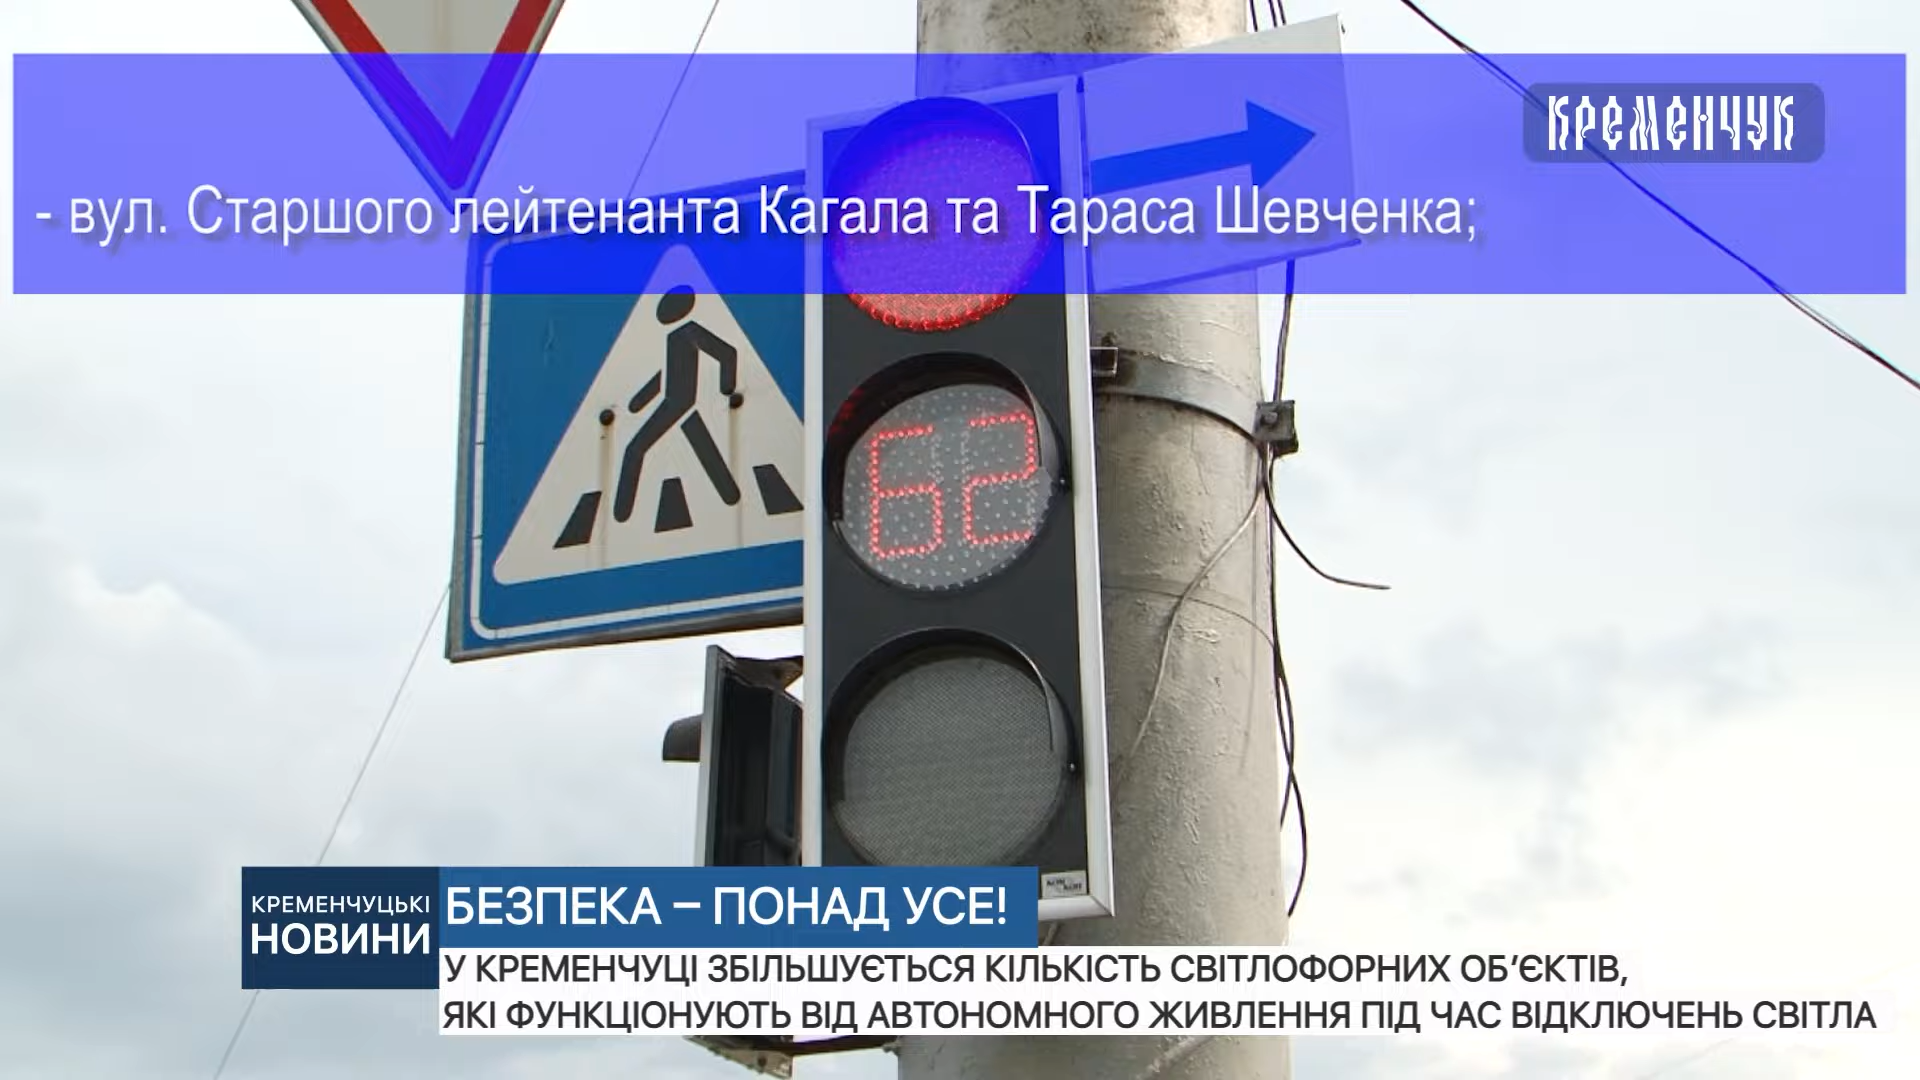 КРЕМЕНЧУК
- вул. Старшого лейтенанта Кагала та Тараса Шевченка;
62
КРЕМЕНЧУЦЬКІ
НОВИНИ
БЕЗПЕКА – ПОНАД УСЕ!
У КРЕМЕНЧУЦІ ЗБІЛЬШУЄТЬСЯ КІЛЬКІСТЬ СВІТЛОФОРНИХ ОБ’ЄКТІВ,
ЯКІ ФУНКЦІОНУЮТЬ ВІД АВТОНОМНОГО ЖИВЛЕННЯ ПІД ЧАС ВІДКЛЮЧЕНЬ СВІТЛА